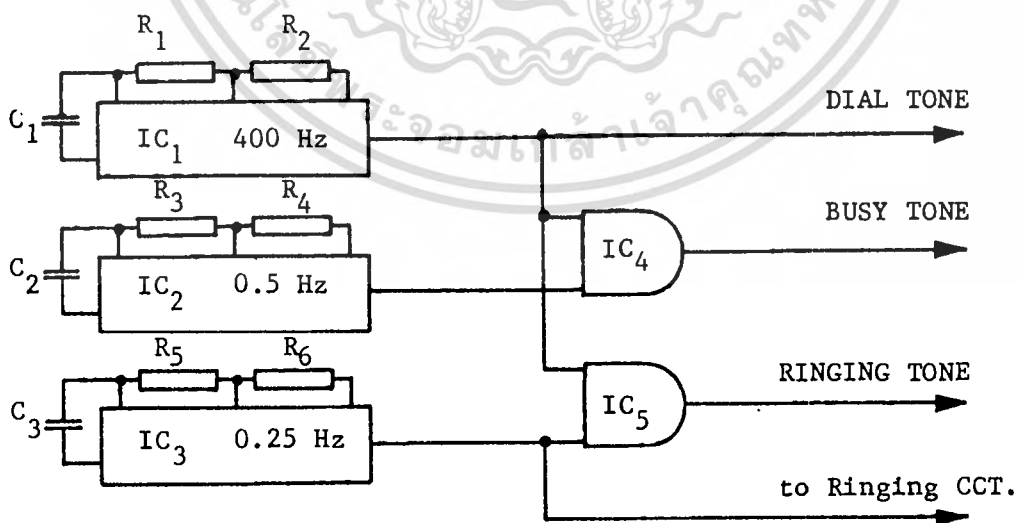 R1 R2
DIAL TONE
C1 IC1 400 Hz
R3 R4
BUSY TONE
IC4
C2 IC2 0.5 Hz
R5 R6
RINGING TONE
IC5
C3 IC3 0.25 Hz
to Ringing CCT.